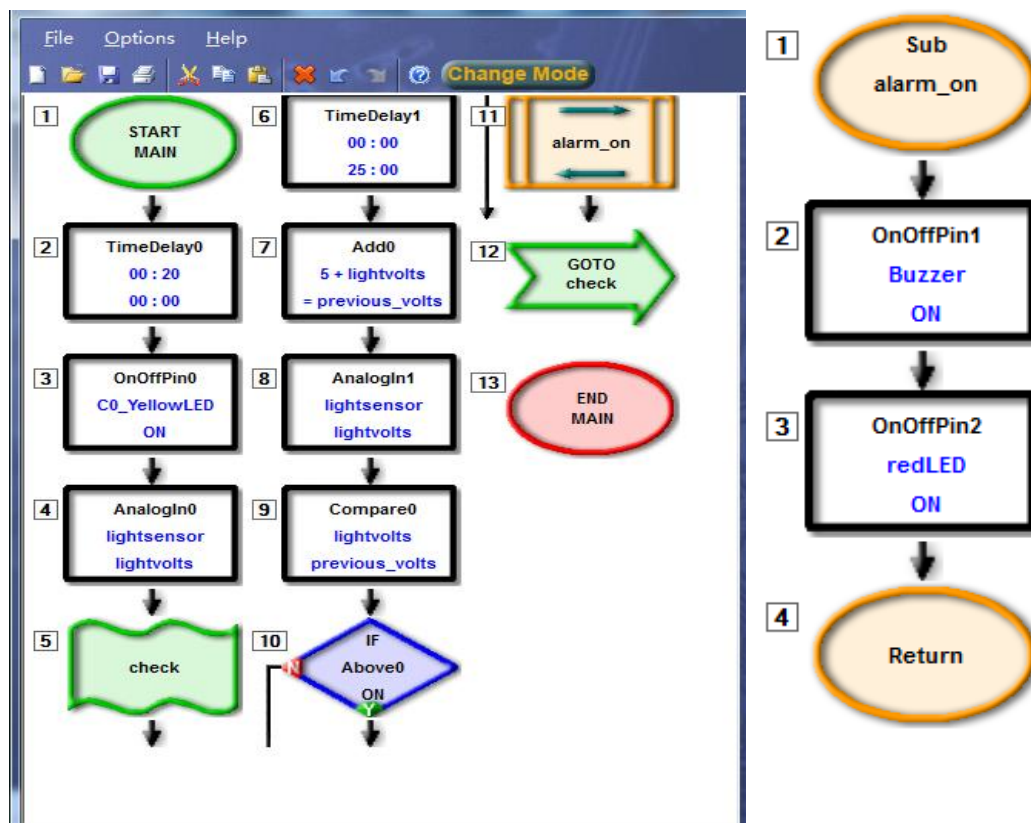 File Options Help
Change Mode
1
START
MAIN
2
TimeDelay0
00 : 20
00 : 00
3
OnOffPin0
C0_YellowLED
ON
4
AnalogIn0
lightsensor
lightvolts
5
check
6
TimeDelay1
00 : 00
25 : 00
7
Add0
5 + lightvolts
= previous_volts
8
AnalogIn1
lightsensor
lightvolts
9
Compare0
lightvolts
previous_volts
10
IF
Above0
ON
N
Y
11
alarm_on
12
GOTO
check
13
END
MAIN
1
Sub
alarm_on
2
OnOffPin1
Buzzer
ON
3
OnOffPin2
redLED
ON
4
Return